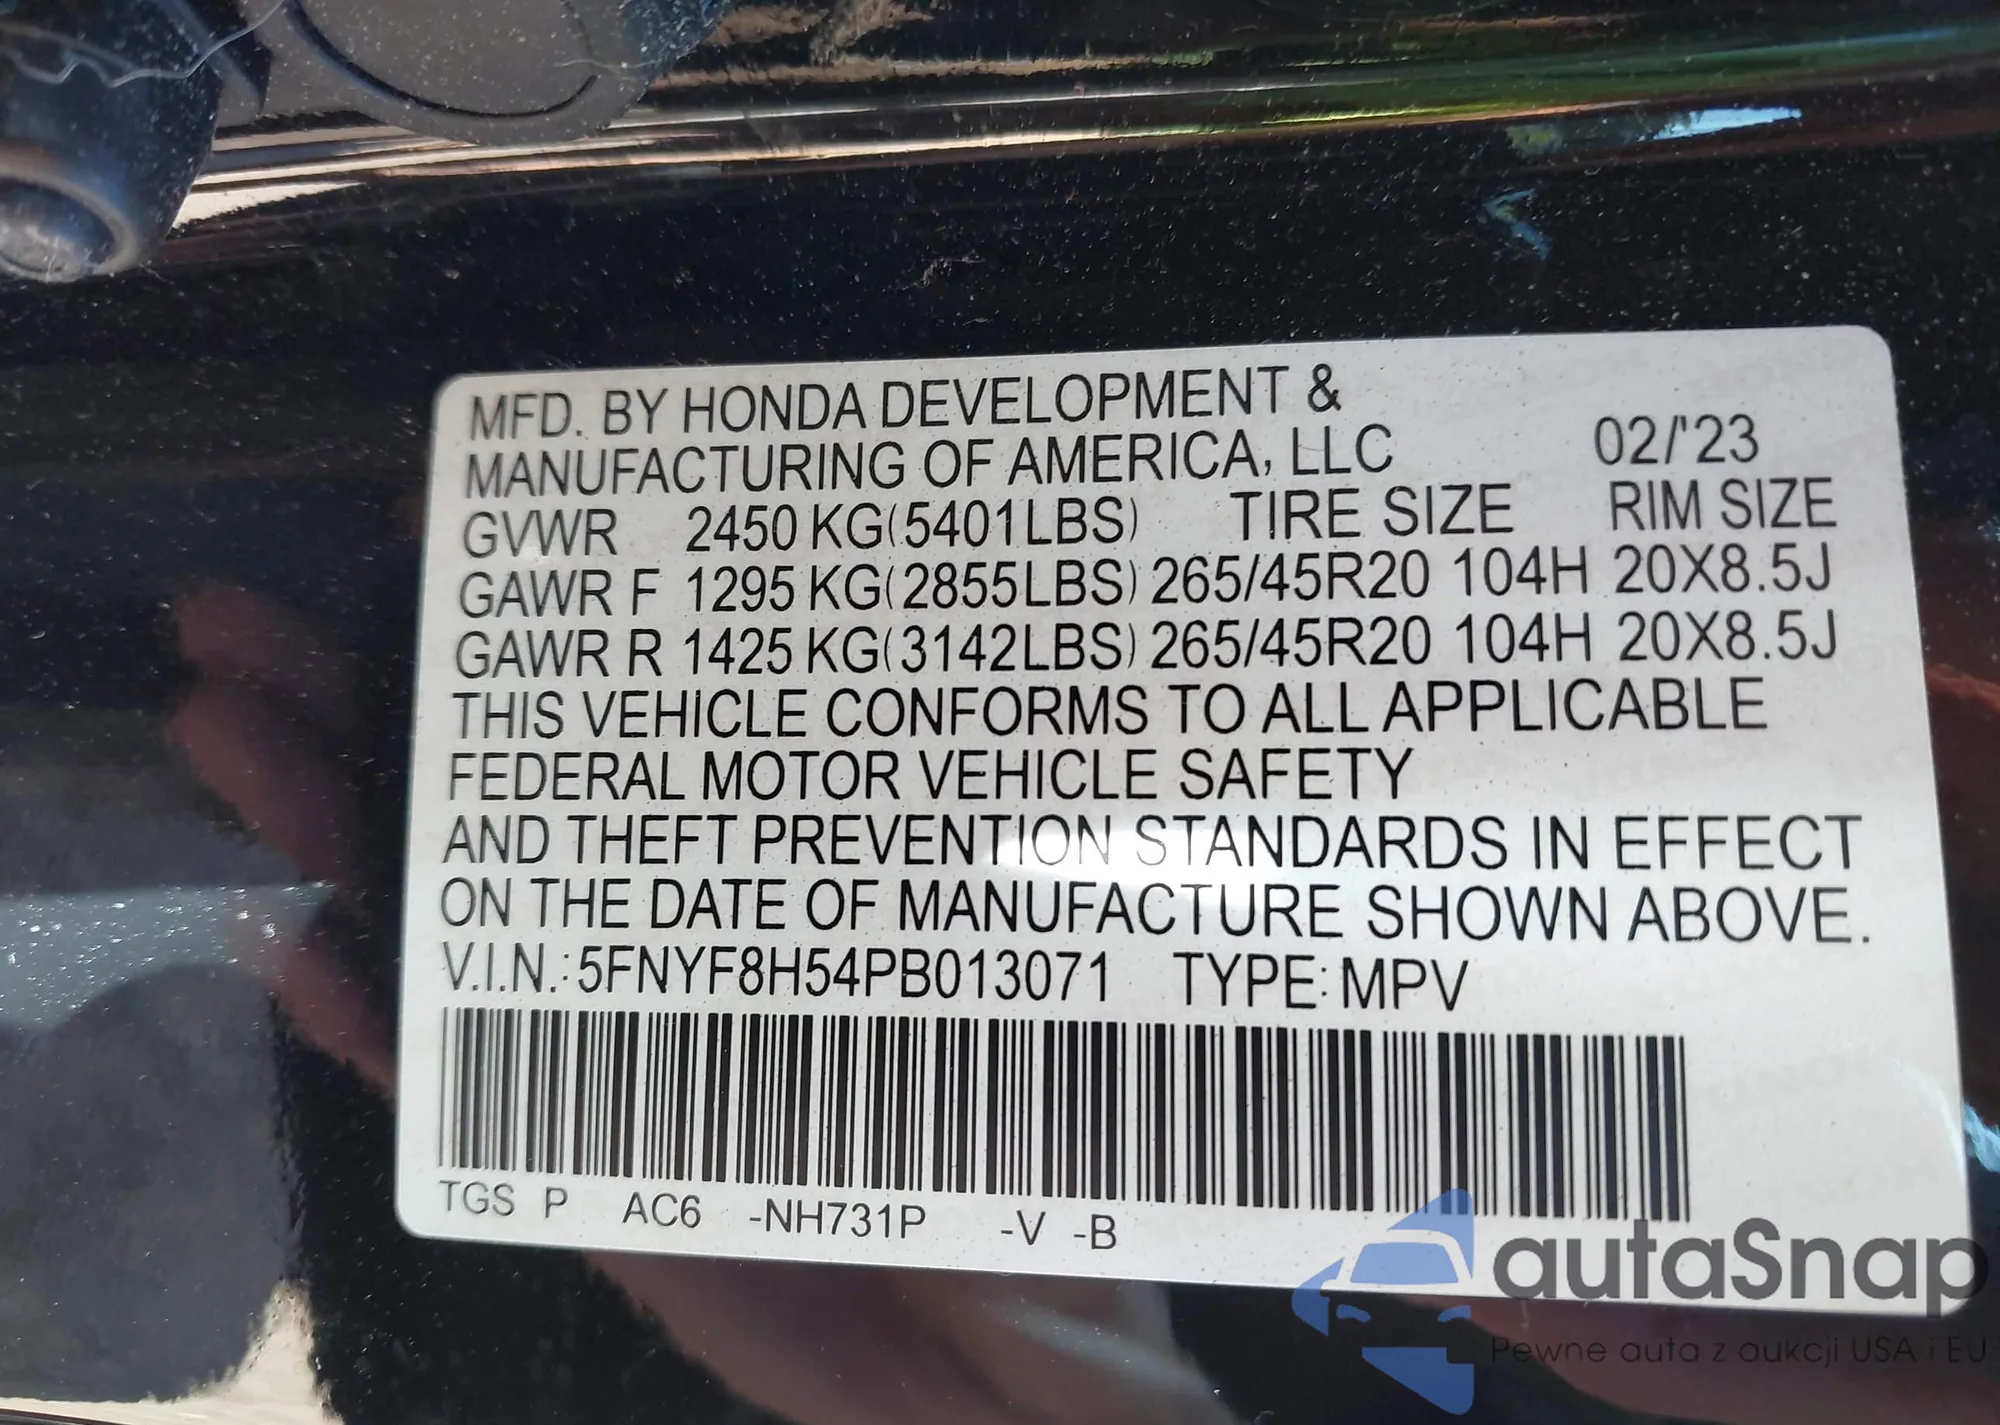 MFD. BY HONDA DEVELOPMENT &
MANUFACTURING OF AMERICA, LLC 02/'23
GVWR 2450 KG(5401LBS) TIRE SIZE RIM SIZE
GAWR F 1295 KG(2855LBS) 265/45R20 104H 20X8.5J
GAWR R 1425 KG(3142LBS) 265/45R20 104H 20X8.5J
THIS VEHICLE CONFORMS TO ALL APPLICABLE
FEDERAL MOTOR VEHICLE SAFETY
AND THEFT PREVENTION STANDARDS IN EFFECT
ON THE DATE OF MANUFACTURE SHOWN ABOVE.
V.I.N.:5FNYF8H54PB013071 TYPE:MPV
TGS P AC6 -NH731P -V -B
autaSnap
Pewne auta z aukcji USA i EU